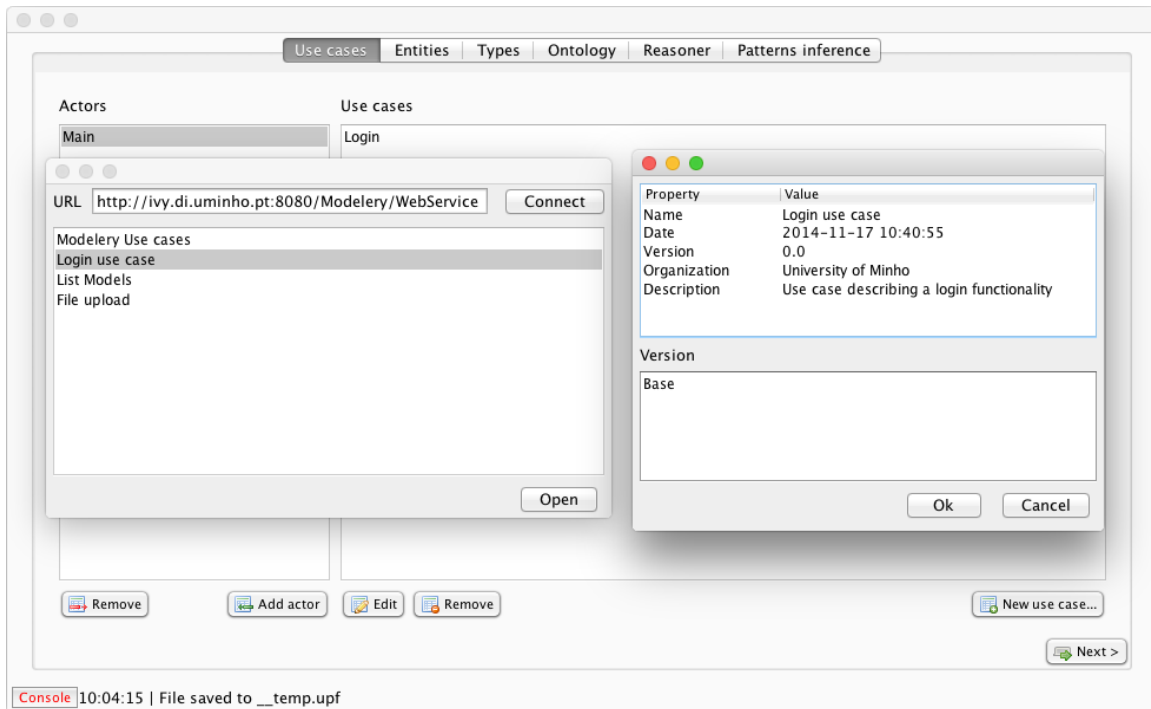 Use cases Entities Types Ontology Reasoner Patterns inference
Actors
Use cases
Main
Login
URL http://ivy.di.uminho.pt:8080/Modelery/WebService Connect
Modelery Use cases
Login use case
List Models
File upload
Open
Property Value
Name Login use case
Date 2014-11-17 10:40:55
Version 0.0
Organization University of Minho
Description Use case describing a login functionality
Version
Base
Ok Cancel
Remove Add actor Edit Remove New use case...
Next >
Console 10:04:15 | File saved to __temp.upf